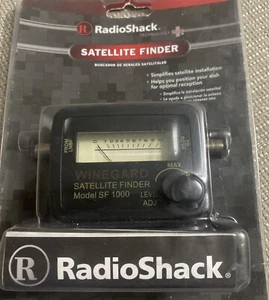 R RadioShack
SATELLITE FINDER
BUSCADOR DE SEÑALES SATELITALES
• Simplifies satellite installation
• Helps you position your dish
for optimal reception
MAX
WINEGARD
SATELLITE FINDER
Model SF 1000
LEVEL
ADJ
R RadioShack